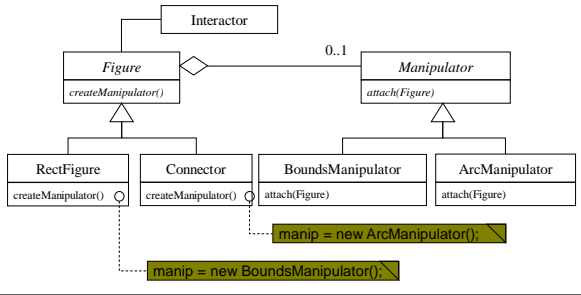 Interactor
0..1
Figure
createManipulator()
Manipulator
attach(Figure)
RectFigure
createManipulator()
Connector
createManipulator()
BoundsManipulator
attach(Figure)
ArcManipulator
attach(Figure)
manip = new ArcManipulator();
manip = new BoundsManipulator();